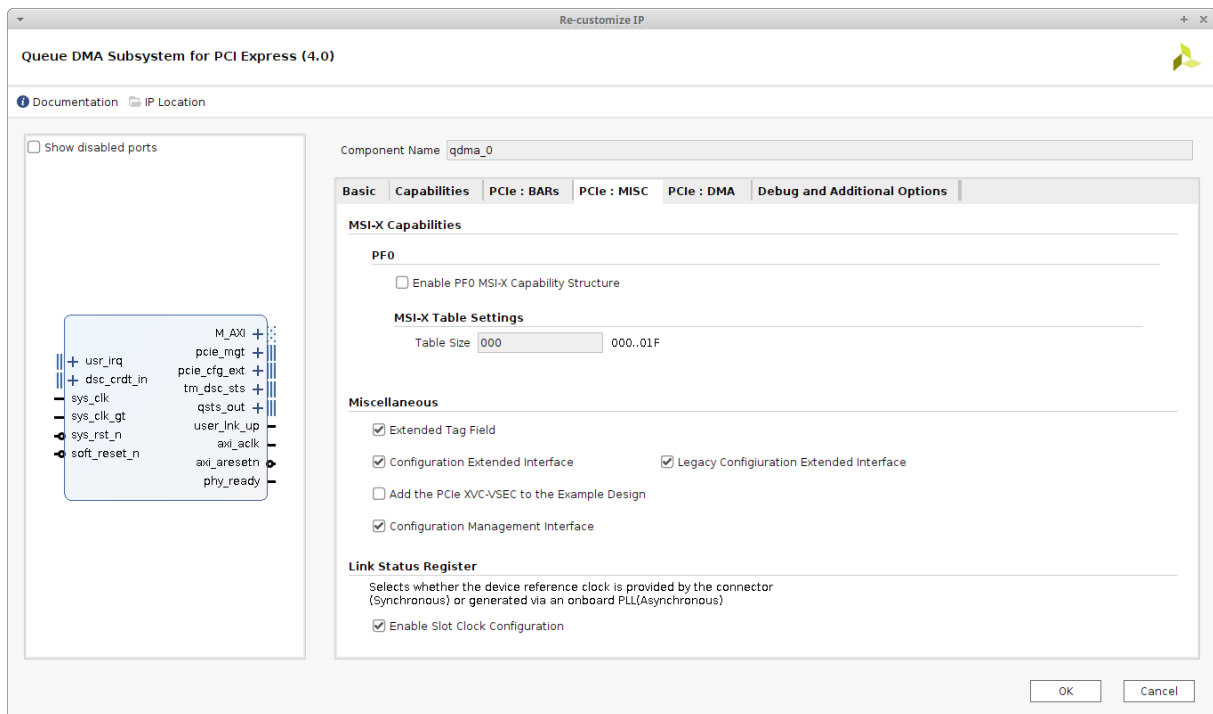 Re-customize IP
Queue DMA Subsystem for PCI Express (4.0)
Documentation IP Location
Show disabled ports
M_AXI
pcie_mgt
usr_irq
pcie_cfg_ext
dsc_crdt_in
tm_dsc_sts
sys_clk
qsts_out
sys_clk_gt
user_lnk_up
sys_rst_n
axi_aclk
soft_reset_n
axi_aresetn
phy_ready
Component Name qdma_0
Basic Capabilities PCIe : BARs PCIe : MISC PCIe : DMA Debug and Additional Options
MSI-X Capabilities
PF0
Enable PF0 MSI-X Capability Structure
MSI-X Table Settings
Table Size 000 000..01F
Miscellaneous
Extended Tag Field
Configuration Extended Interface Legacy Configiuration Extended Interface
Add the PCIe XVC-VSEC to the Example Design
Configuration Management Interface
Link Status Register
Selects whether the device reference clock is provided by the connector
(Synchronous) or generated via an onboard PLL(Asynchronous)
Enable Slot Clock Configuration
OK Cancel